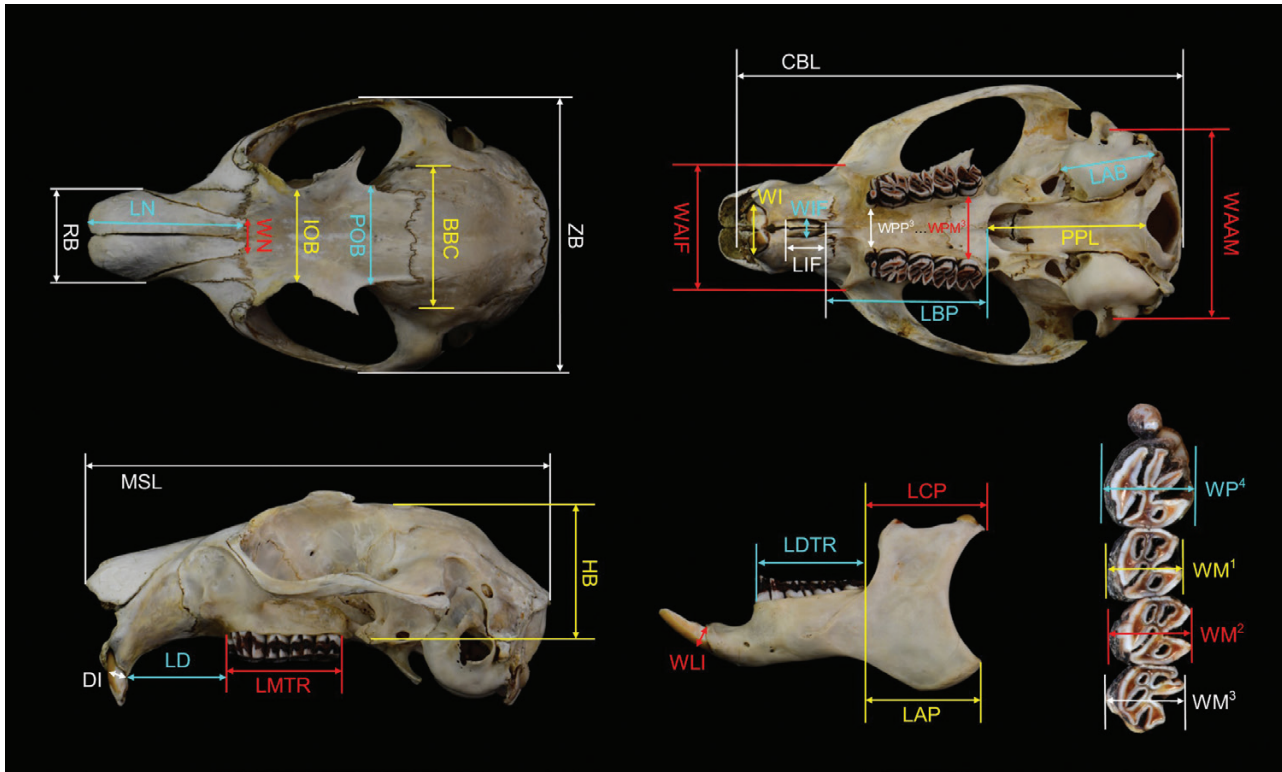 RB
LN
WN
IOB
POB
BBC
ZB
CBL
WAIF
WI
WIF
LIF
WPP³...WPM³
LBP
PPL
LAB
WAAM
MSL
HB
DI
LD
LMTR
LCP
LDTR
WLI
LAP
WP⁴
WM¹
WM²
WM³